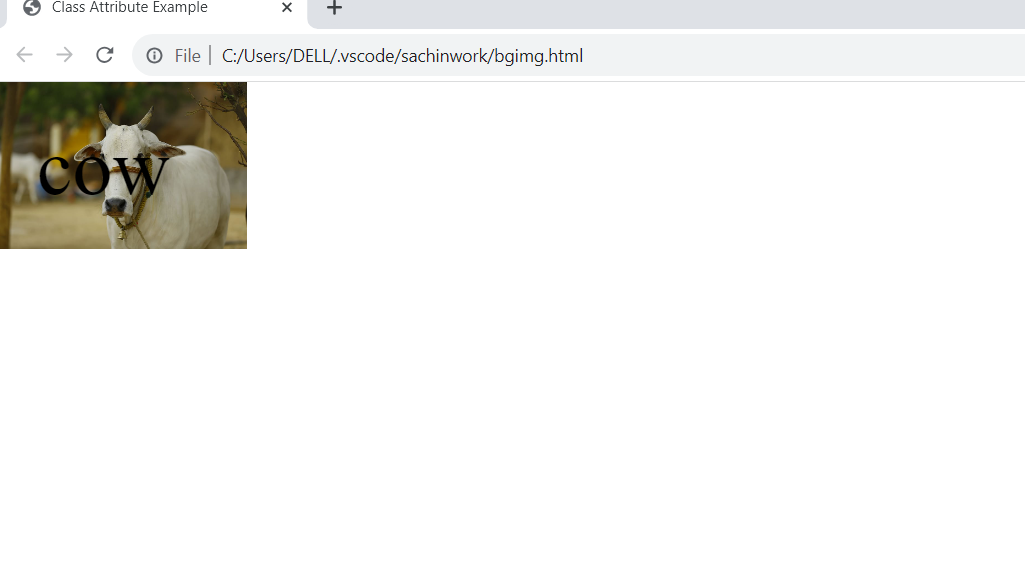 Class Attribute Example
File
C:/Users/DELL/.vscode/sachinwork/bgimg.html
cow